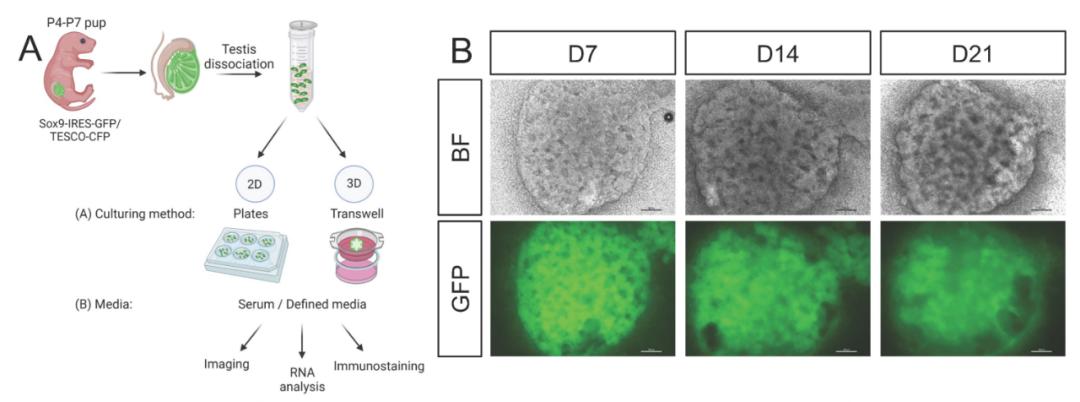 A
P4-P7 pup
Testis
dissociation
Sox9-IRES-GFP/
TESCO-CFP
2D
3D
(A) Culturing method:
Plates
Transwell
(B) Media:
Serum / Defined media
Imaging
RNA
analysis
Immunostaining
B
D7
D14
D21
BF
GFP